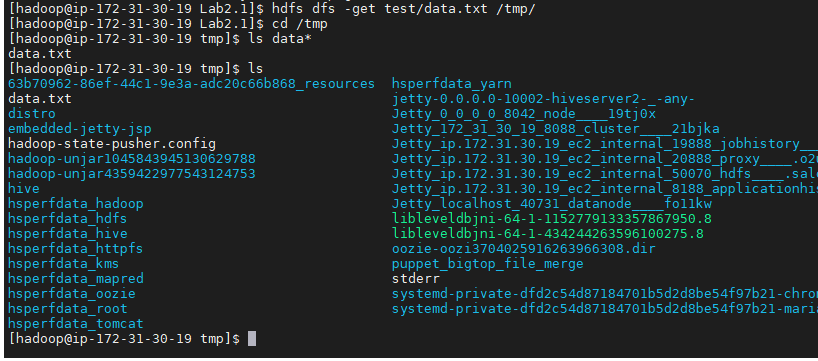 [hadoop@ip-172-31-30-19 Lab2.1]$ hdfs dfs -get test/data.txt /tmp/
[hadoop@ip-172-31-30-19 Lab2.1]$ cd /tmp
[hadoop@ip-172-31-30-19 tmp]$ ls data*
data.txt
[hadoop@ip-172-31-30-19 tmp]$ ls
63b70962-86ef-44c1-9e3a-adc20c66b868_resources hsperfdata_yarn
data.txt jetty-0.0.0.0-10002-hiveserver2-_-any-
distro Jetty_0_0_0_0_8042_node____19tj0x
embedded-jetty-jsp Jetty_172_31_30_19_8088_cluster____21bjka
hadoop-state-pusher.config Jetty_ip.172.31.30.19_ec2_internal_19888_jobhistory___
hadoop-unjar1045843945130629788 Jetty_ip.172.31.30.19_ec2_internal_20888_proxy____.o2
hadoop-unjar4359422977543124753 Jetty_ip.172.31.30.19_ec2_internal_50070_hdfs____.sal
hive Jetty_ip.172.31.30.19_ec2_internal_8188_applicationhis
hsperfdata_hadoop Jetty_localhost_40731_datanode____fo11kw
hsperfdata_hdfs libleveldbjni-64-1-1152779133357867950.8
hsperfdata_hive libleveldbjni-64-1-434244263596100275.8
hsperfdata_httpfs oozie-oozi3704025916263966308.dir
hsperfdata_kms puppet_bigtop_file_merge
hsperfdata_mapred stderr
hsperfdata_oozie systemd-private-dfd2c54d87184701b5d2d8be54f97b21-chro
hsperfdata_root systemd-private-dfd2c54d87184701b5d2d8be54f97b21-maria
hsperfdata_tomcat
[hadoop@ip-172-31-30-19 tmp]$